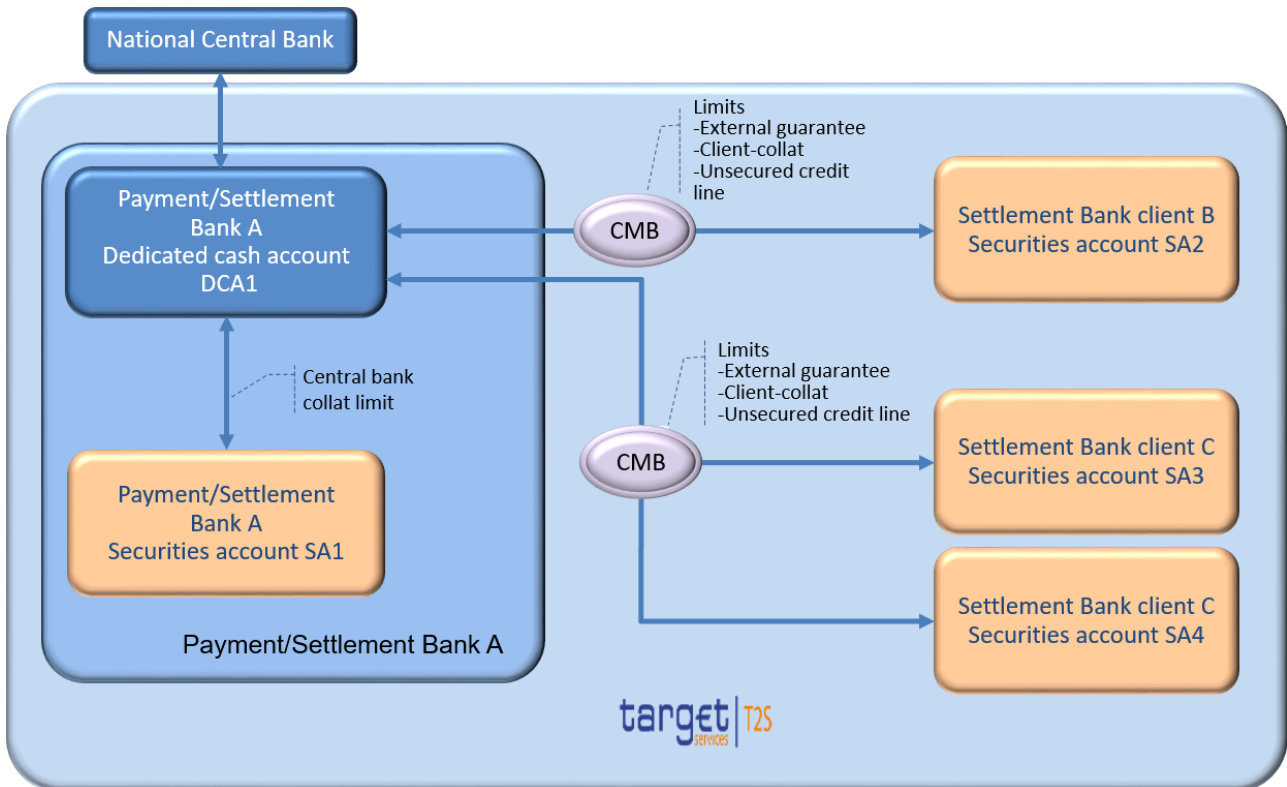 National Central Bank
Limits
-External guarantee
-Client-collat
-Unsecured credit
line
Payment/Settlement
Bank A
Dedicated cash account
DCA1
CMB
Settlement Bank client B
Securities account SA2
Central bank
collat limit
Limits
-External guarantee
-Client-collat
-Unsecured credit line
CMB
Settlement Bank client C
Securities account SA3
Payment/Settlement
Bank A
Securities account SA1
Settlement Bank client C
Securities account SA4
Payment/Settlement Bank A
target
services
T2S